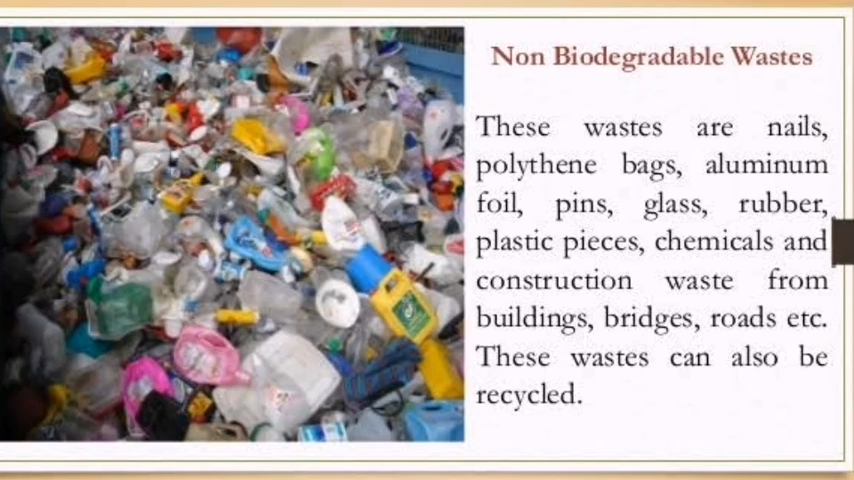 Non Biodegradable Wastes
These wastes are nails,
polythene bags, aluminum
foil, pins, glass, rubber,
plastic pieces, chemicals and
construction waste from
buildings, bridges, roads etc.
These wastes can also be
recycled.